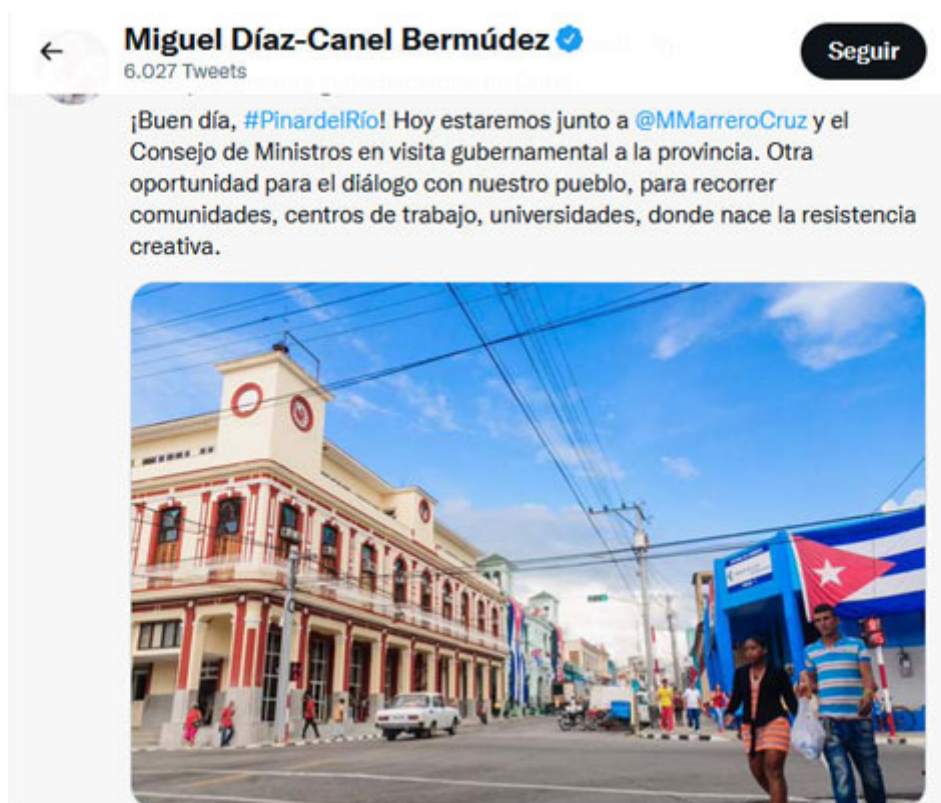 Miguel Díaz-Canel Bermúdez
6.027 Tweets
Seguir
¡Buen día, #PinardelRío! Hoy estaremos junto a @MMarreroCruz y el
Consejo de Ministros en visita gubernamental a la provincia. Otra
oportunidad para el diálogo con nuestro pueblo, para recorrer
comunidades, centros de trabajo, universidades, donde nace la resistencia
creativa.